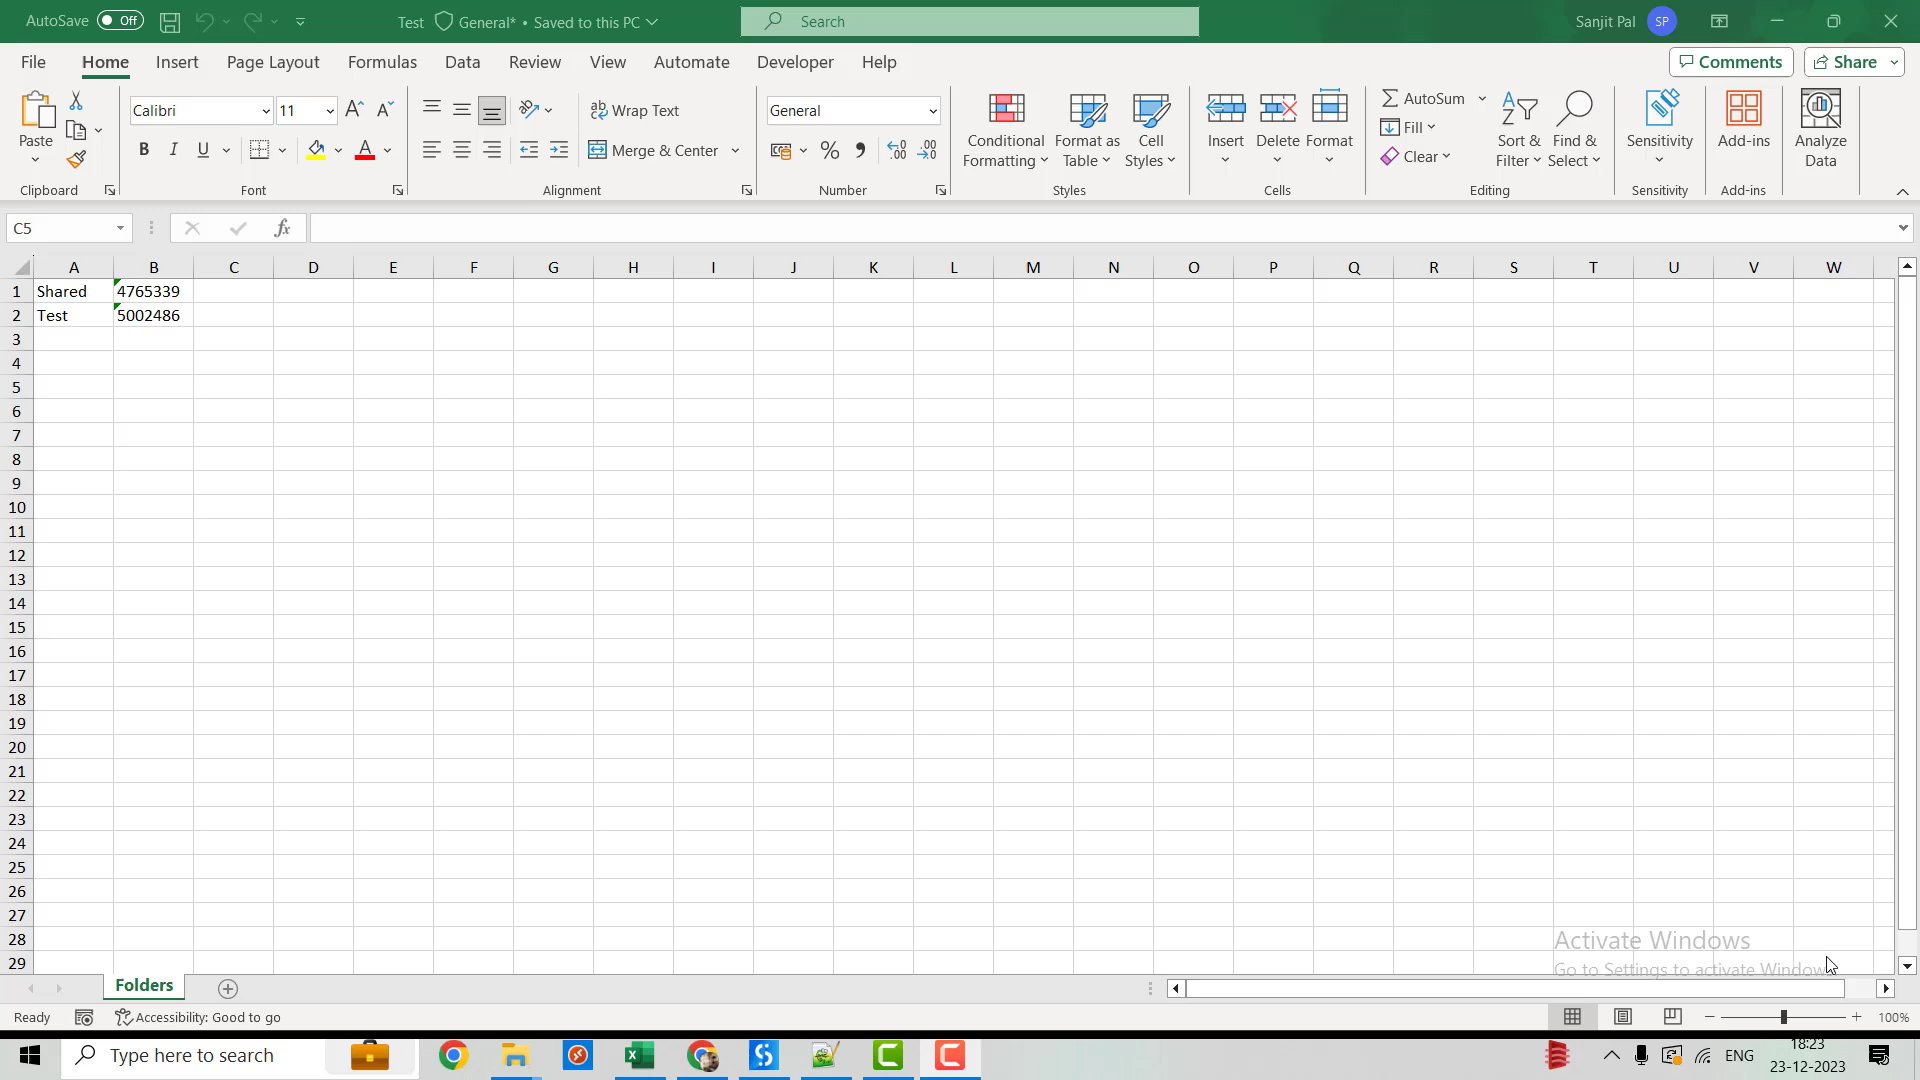 AutoSave Off Test General* • Saved to this PC Search Sanjit Pal SP
File Home Insert Page Layout Formulas Data Review View Automate Developer Help Comments Share
Paste
Clipboard
Calibri 11
B I U A
Font
Wrap Text
Merge & Center
Alignment
General
% 
Number
Conditional Formatting
Format as Table
Cell Styles
Styles
Insert Delete Format
Cells
AutoSum
Fill
Clear
Sort & Filter
Find & Select
Editing
Sensitivity
Sensitivity
Add-ins
Add-ins
Analyze Data
C5 fx
A B C D E F G H I J K L M N O P Q R S T U V W
1 Shared 4765339
2 Test 5002486
3
4
5
6
7
8
9
10
11
12
13
14
15
16
17
18
19
20
21
22
23
24
25
26
27
28
29
Activate Windows
Go to Settings to activate Windows
Folders
Ready Accessibility: Good to go 100%
Type here to search ENG 18:23
23-12-2023